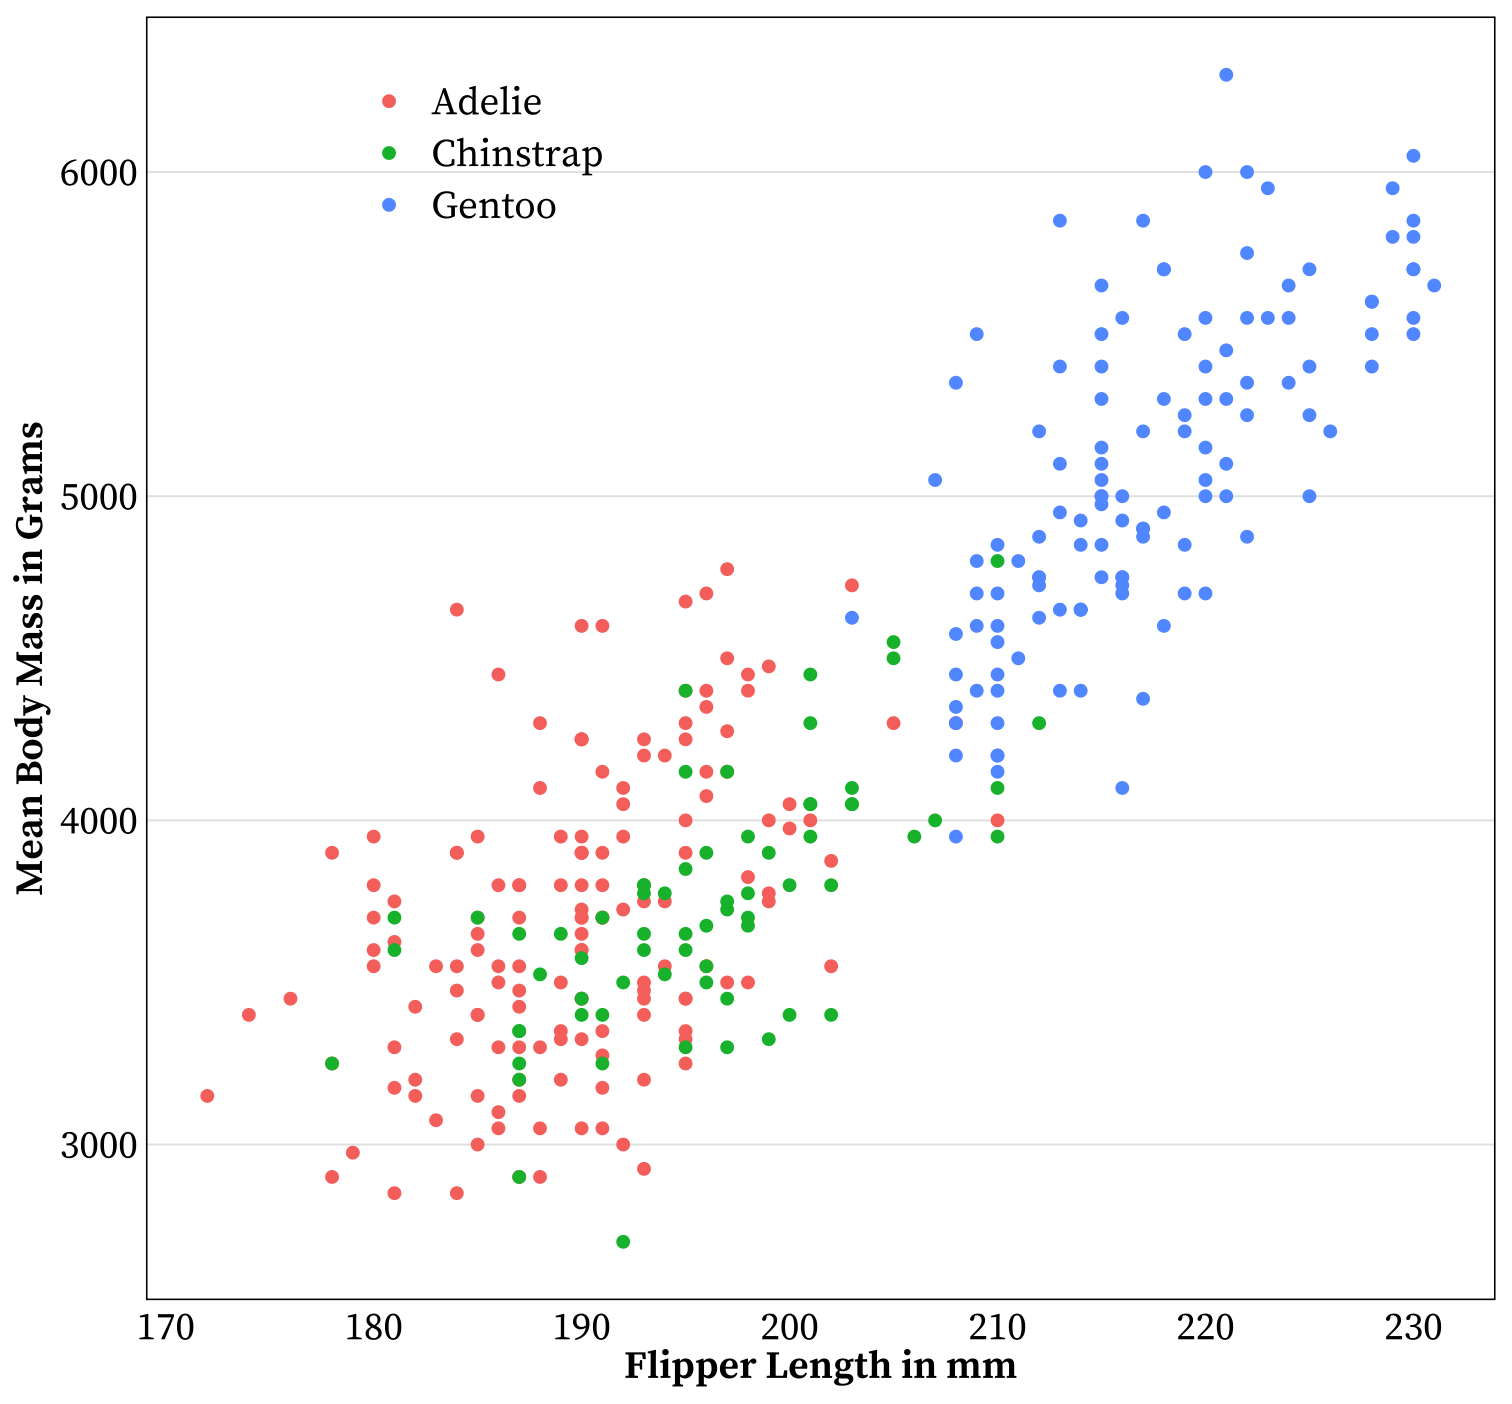 Adelie
Chinstrap
Gentoo
6000
5000
4000
3000
Mean Body Mass in Grams
170 180 190 200 210 220 230
Flipper Length in mm